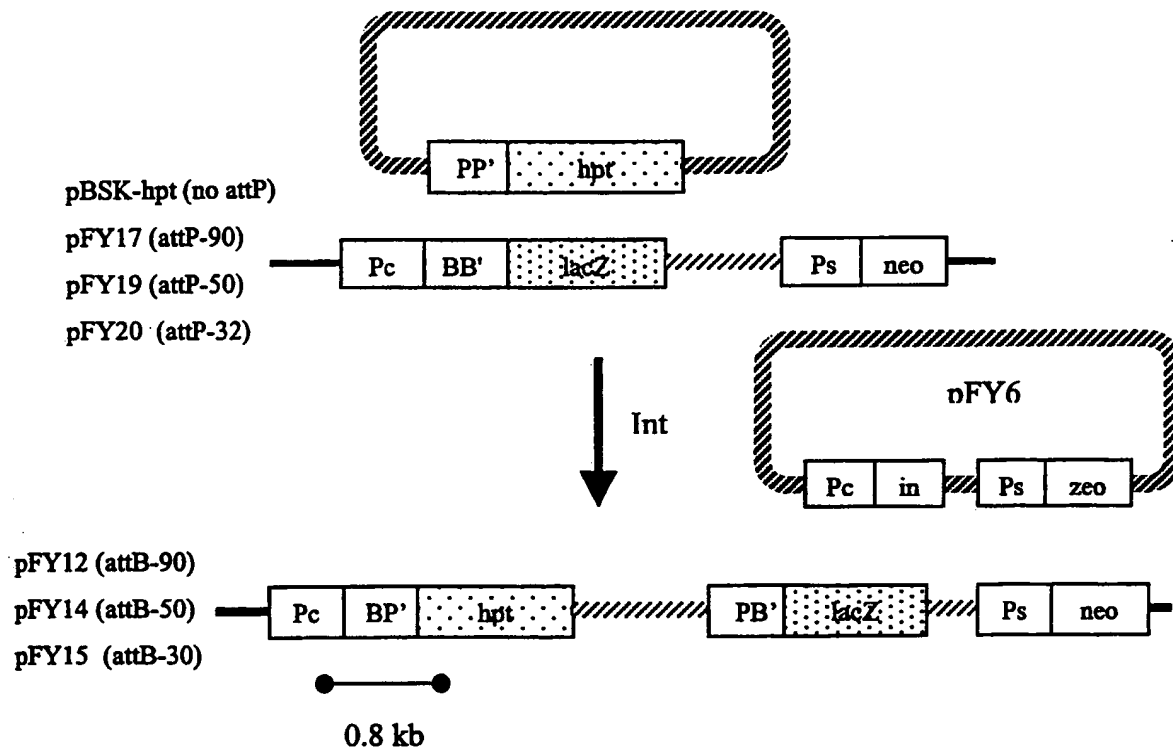 PP' hpt
pBSK-hpt (no attP)
pFY17 (attP-90)
pFY19 (attP-50)
pFY20 (attP-32)
Pc BB' lacZ Ps neo
Int
pFY6
Pc in Ps zeo
pFY12 (attB-90)
pFY14 (attB-50)
pFY15 (attB-30)
Pc BP' hpt PB' lacZ Ps neo
0.8 kb